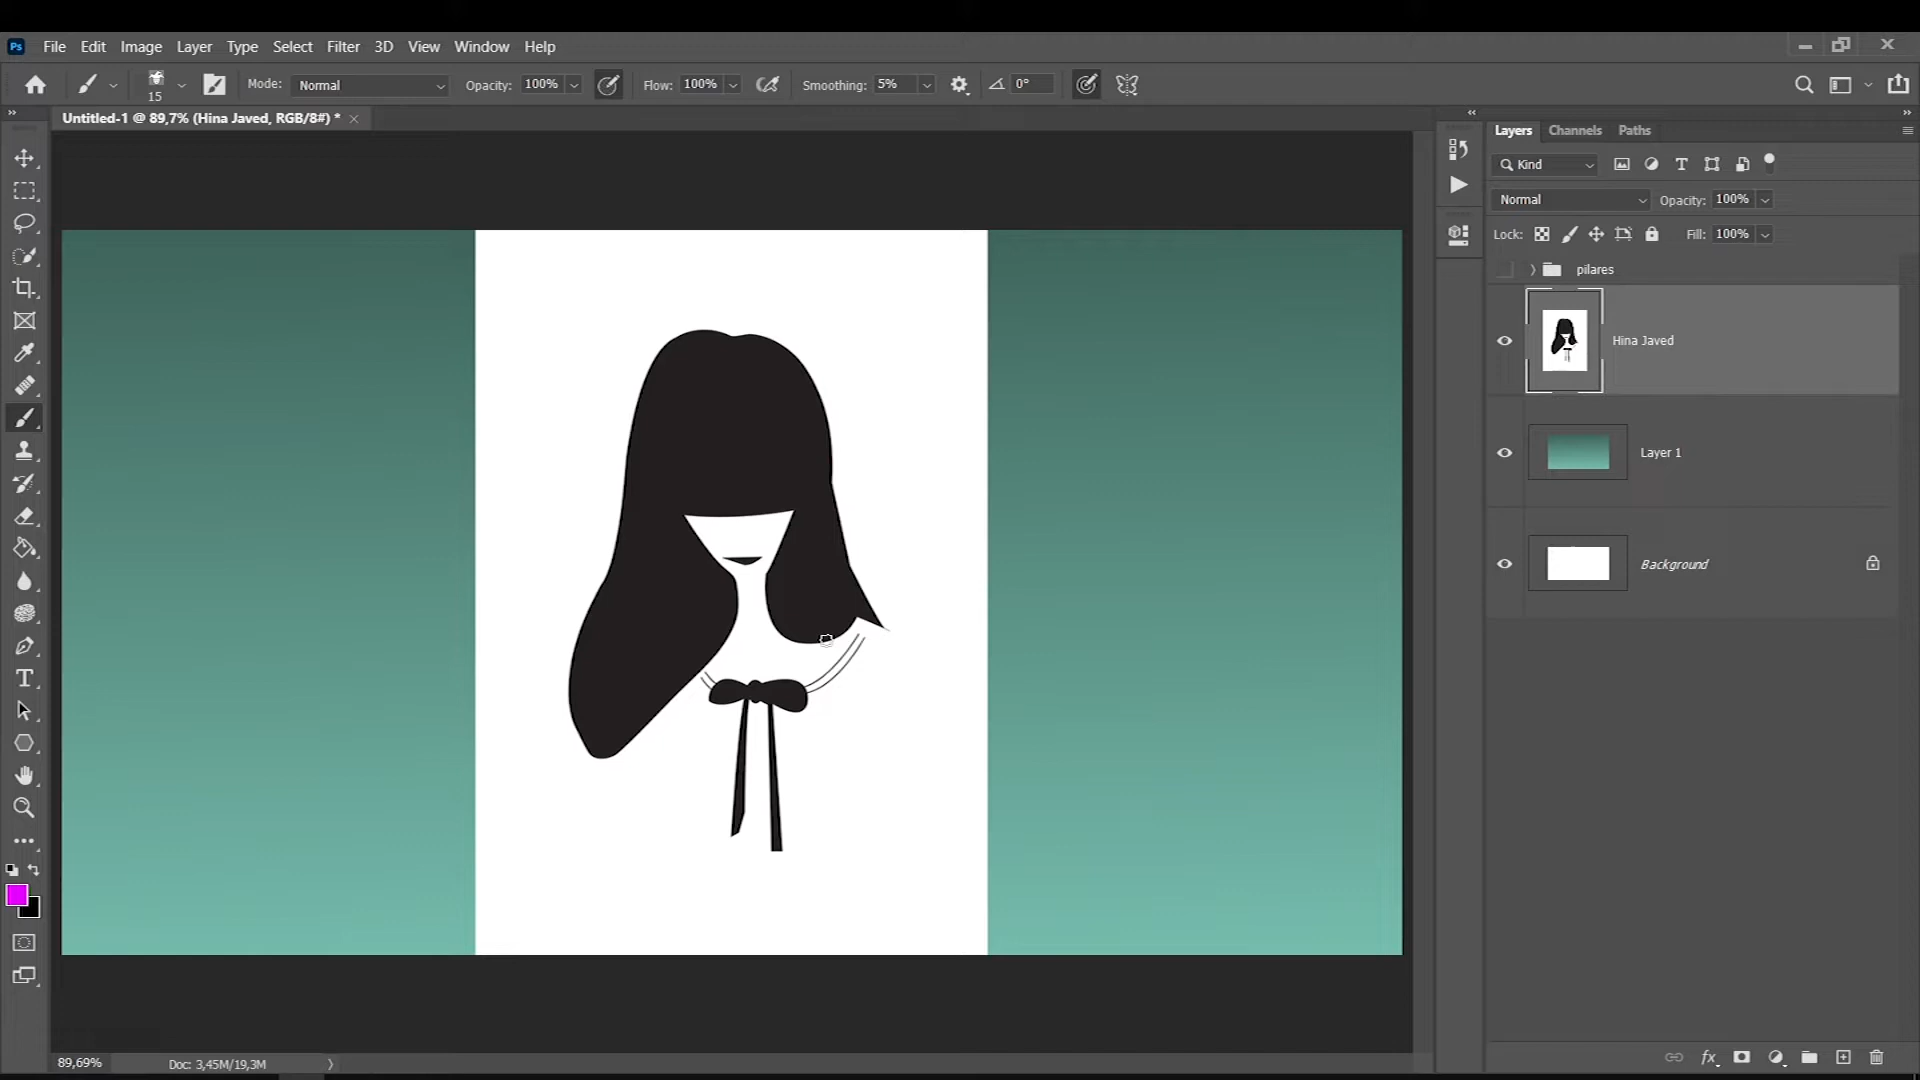 Ps File Edit Image Layer Type Select Filter 3D View Window Help
15 Mode: Normal Opacity: 100% Flow: 100% Smoothing: 5% 0°
Untitled-1 @ 89,7% (Hina Javed, RGB/8#) *
Layers Channels Paths
Kind
Normal Opacity: 100%
Lock: Fill: 100%
pilares
Hina Javed
Layer 1
Background
89,69% Doc: 3,45M/19,3M
fx